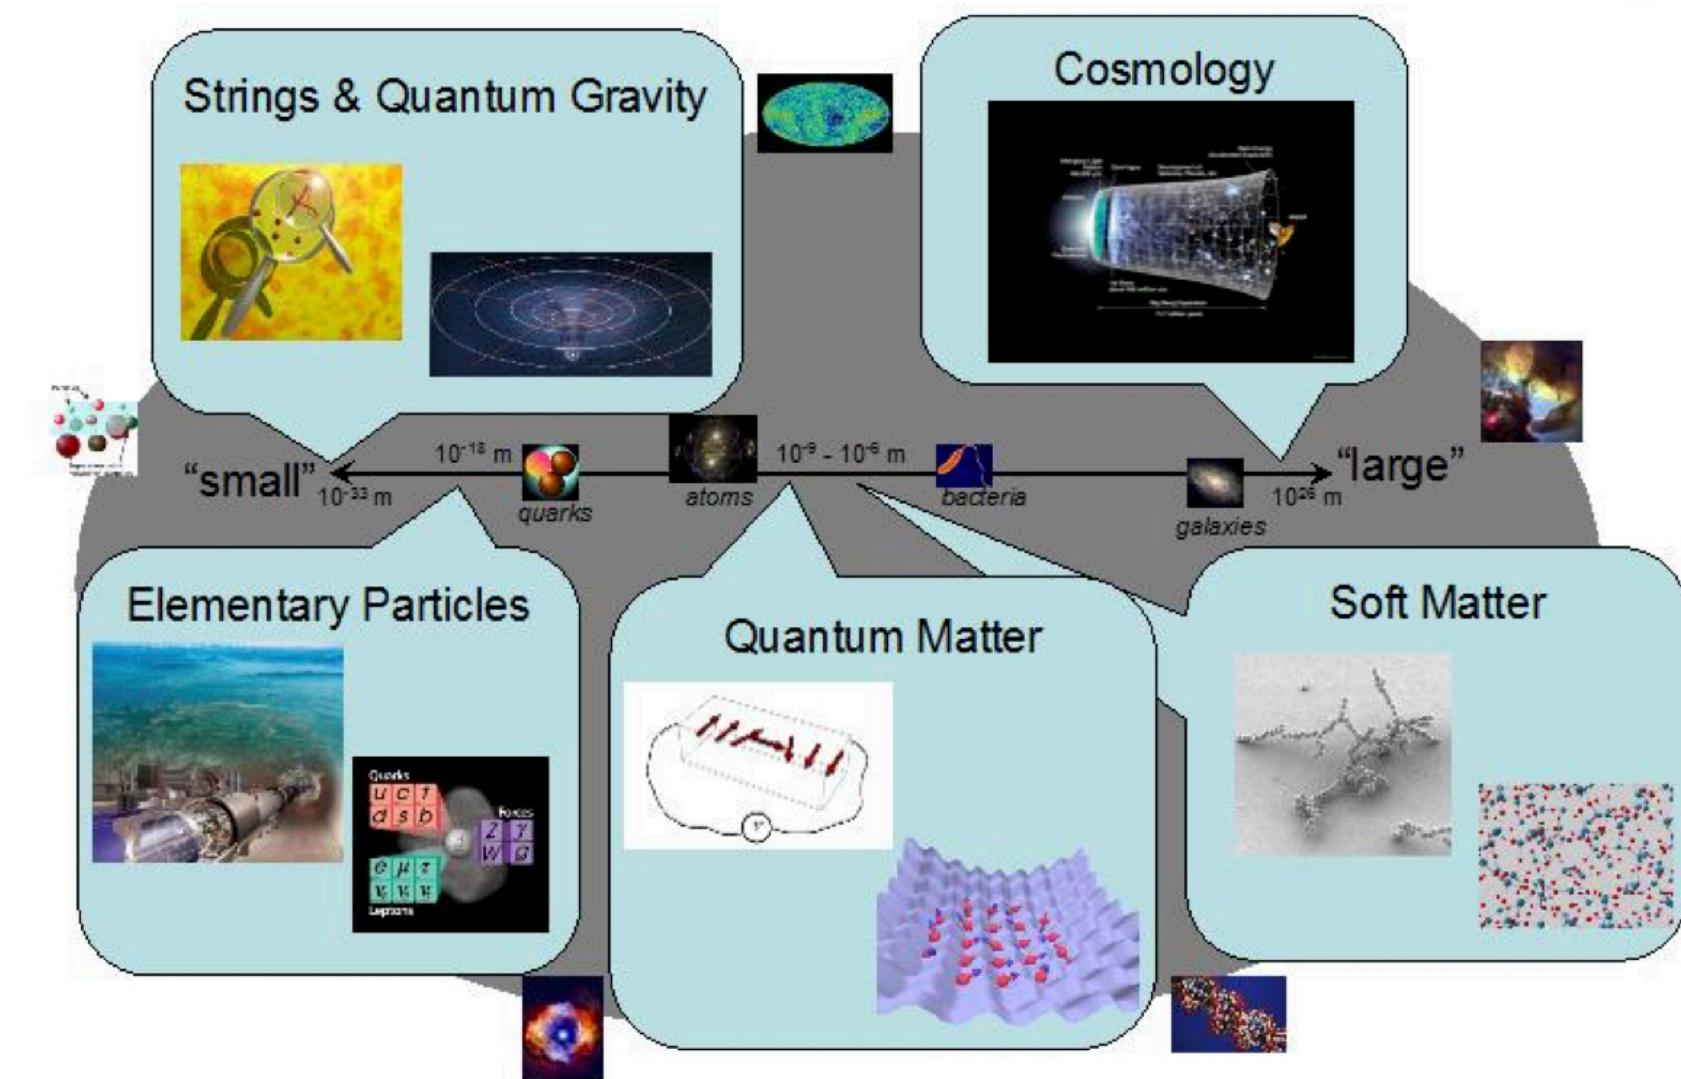 Strings & Quantum Gravity
Cosmology
10⁻¹⁸ m
10⁻⁹ - 10⁻⁶ m
"small"
"large"
10⁻³³ m
quarks
atoms
bacteria
galaxies
10²⁶ m
Elementary Particles
Quantum Matter
Soft Matter
Quarks
u c t
d s b
Forces
Z γ
W g
e μ τ
Leptons
V